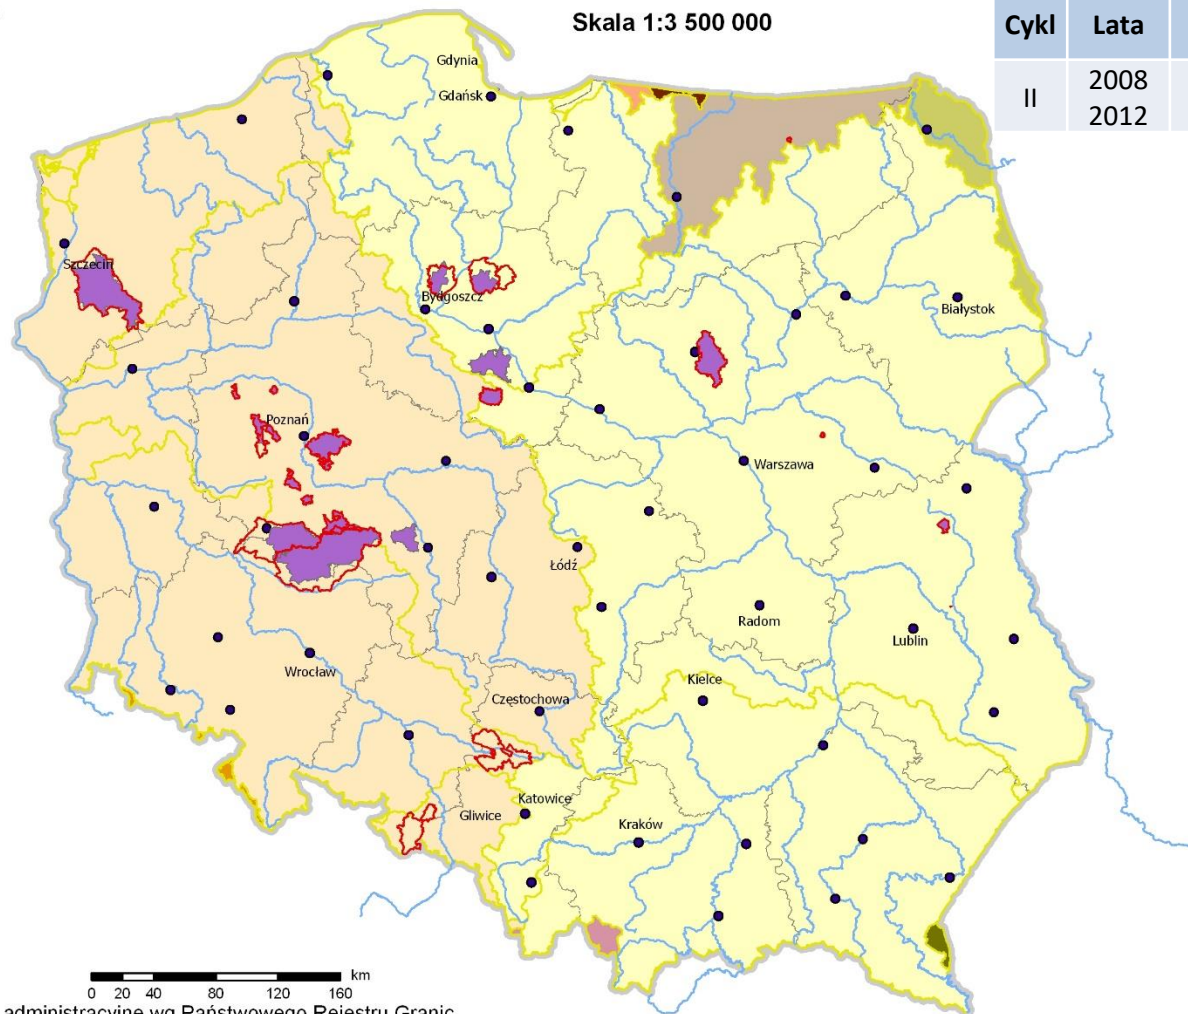 Skala 1:3 500 000
Cykl Lata
II 2008
2012
Gdynia
Gdańsk
Szczecin
Bydgoszcz
Białystok
Poznań
Warszawa
Łódź
Radom
Lublin
Wrocław
Kielce
Częstochowa
Katowice
Gliwice
Kraków
km
0 20 40 80 120 160
administracyjne wg Państwowego Rejestru Granic